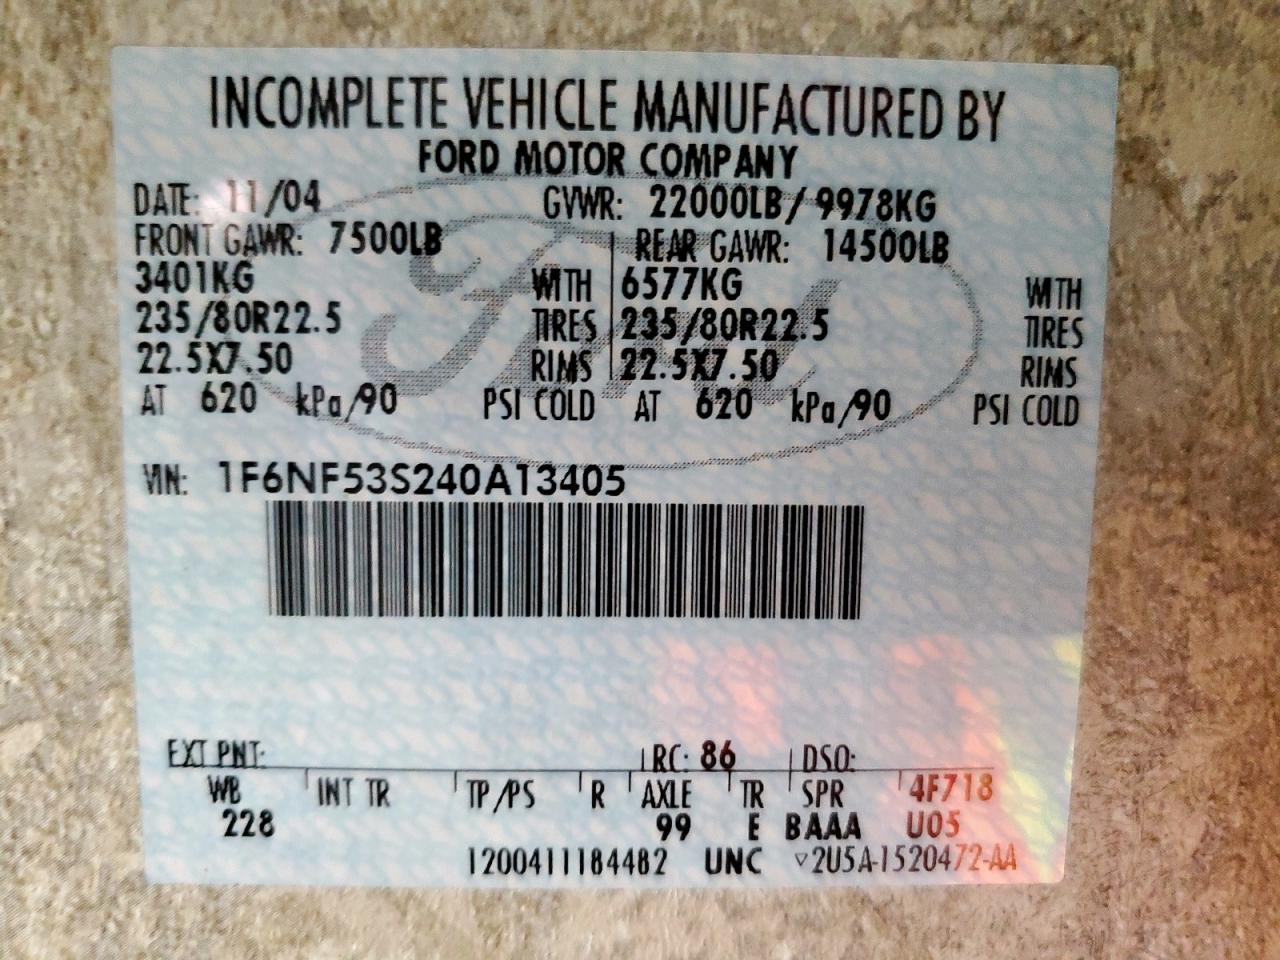 INCOMPLETE VEHICLE MANUFACTURED BY
FORD MOTOR COMPANY
DATE: 11/04 GVWR: 22000LB/9978KG
FRONT GAWR: 7500LB REAR GAWR: 14500LB
3401KG WITH 6577KG WITH
235/80R22.5 TIRES 235/80R22.5 TIRES
22.5X7.50 RIMS 22.5X7.50 RIMS
AT 620 kPa/90 PSI COLD AT 620 kPa/90 PSI COLD
Ford
VIN: 1F6NF53S240A13405
EXT PNT: RC: 86 DSO:
WB INT TR TP/PS R AXLE TR SPR 4F718
228 99 E BAAA U05
1200411184482 UNC ▽2U5A-1520472-AA